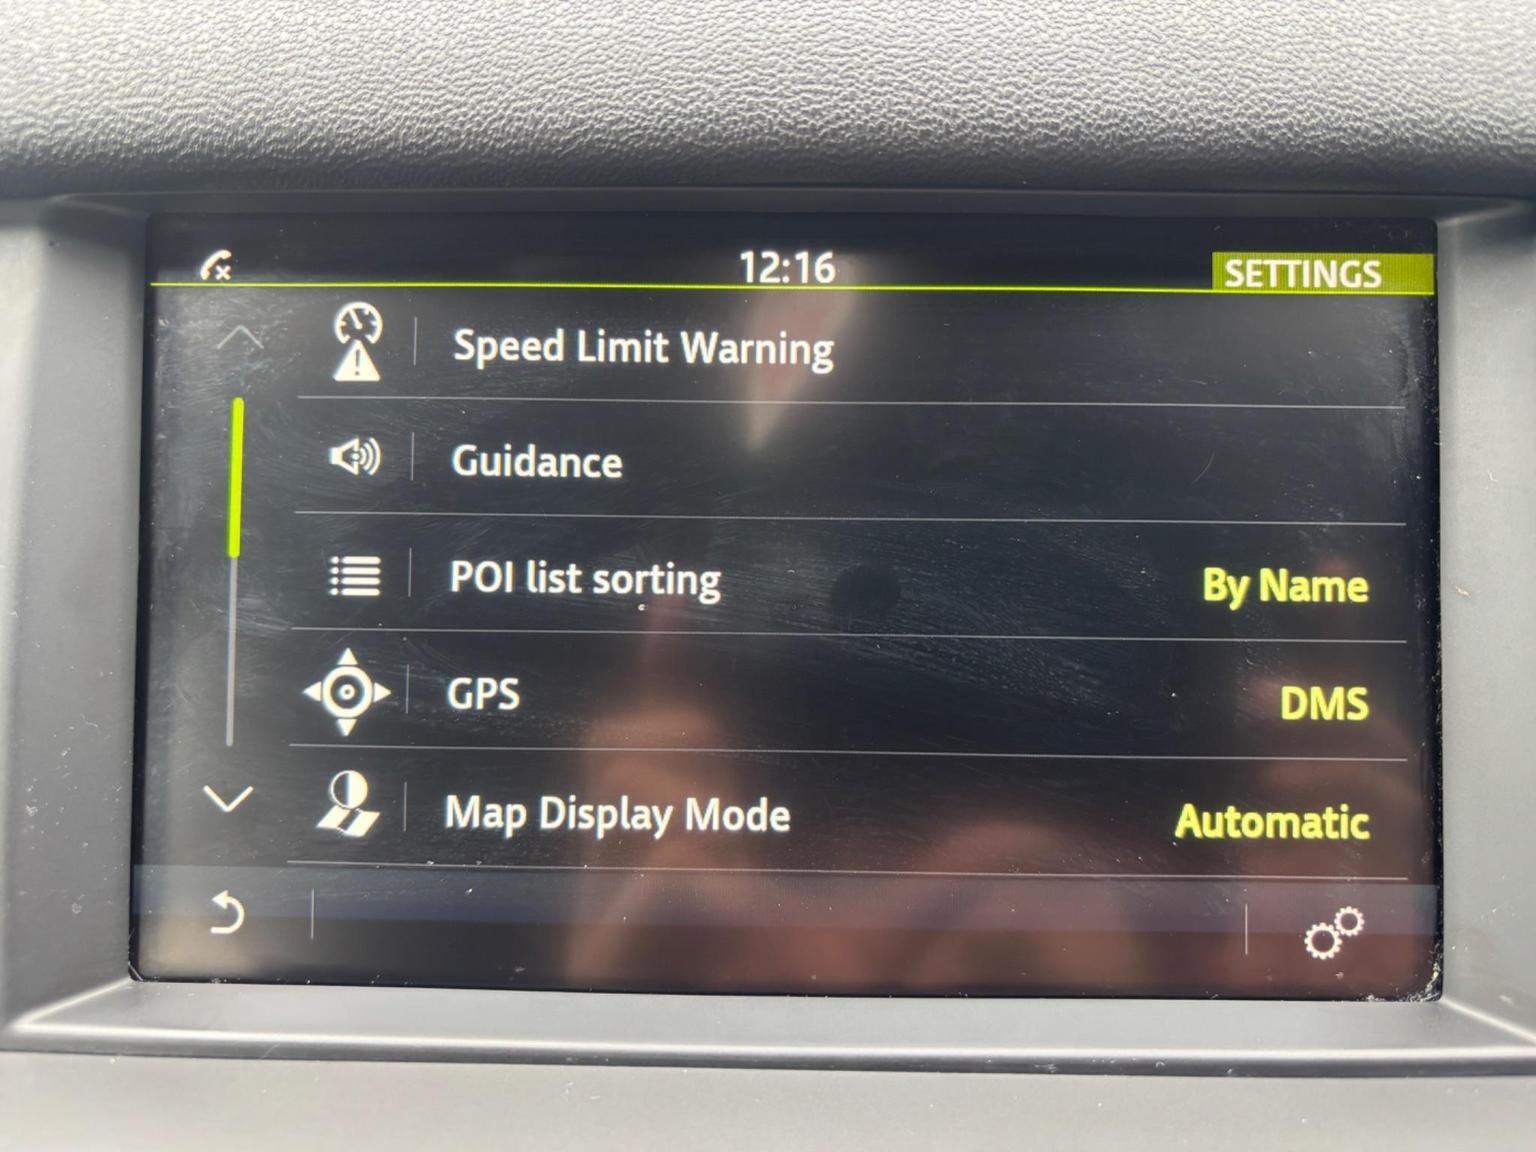 12:16
SETTINGS
Speed Limit Warning
Guidance
POI list sorting By Name
GPS DMS
Map Display Mode Automatic